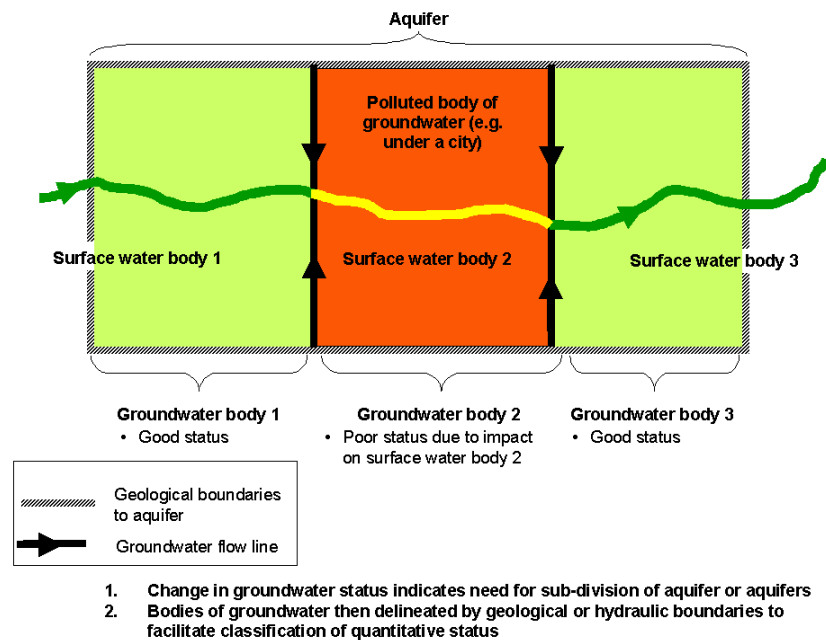 Aquifer
Polluted body of
groundwater (e.g.
under a city)
Surface water body 1
Surface water body 2
Surface water body 3
Groundwater body 1
• Good status
Groundwater body 2
• Poor status due to impact
on surface water body 2
Groundwater body 3
• Good status
Geological boundaries
to aquifer
Groundwater flow line
1. Change in groundwater status indicates need for sub-division of aquifer or aquifers
2. Bodies of groundwater then delineated by geological or hydraulic boundaries to
facilitate classification of quantitative status